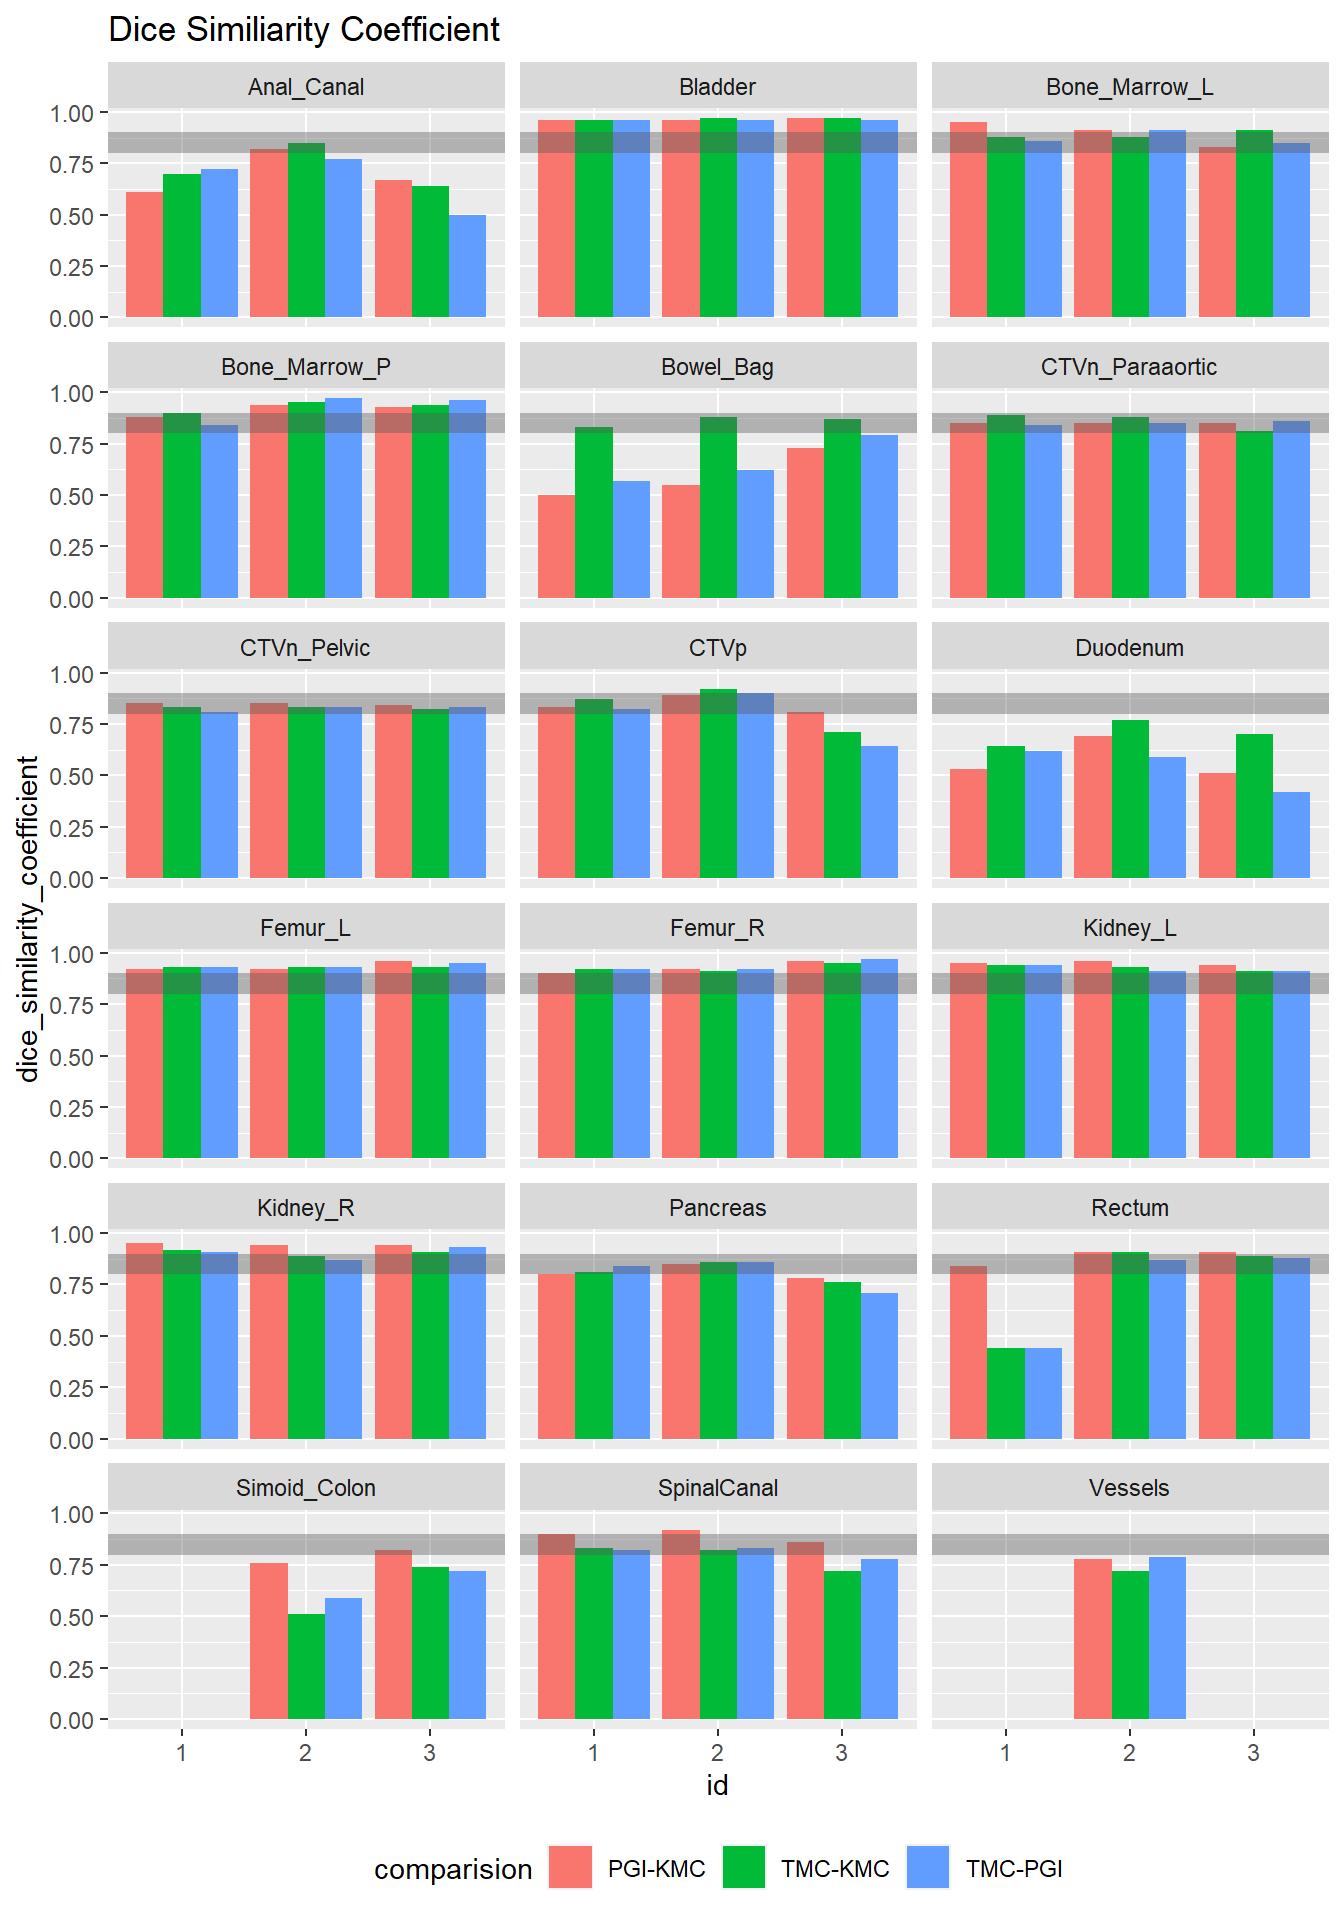 Dice Similiarity Coefficient
Anal_Canal Bladder Bone_Marrow_L
1.00
0.75
0.50
0.25
0.00
Bone_Marrow_P Bowel_Bag CTVn_Paraaortic
1.00
0.75
0.50
0.25
0.00
CTVn_Pelvic CTVp Duodenum
1.00
0.75
0.50
0.25
0.00
dice_similarity_coefficient
Femur_L Femur_R Kidney_L
1.00
0.75
0.50
0.25
0.00
Kidney_R Pancreas Rectum
1.00
0.75
0.50
0.25
0.00
Simoid_Colon SpinalCanal Vessels
1.00
0.75
0.50
0.25
0.00
1 2 3 1 2 3 1 2 3
id
comparision PGI-KMC TMC-KMC TMC-PGI